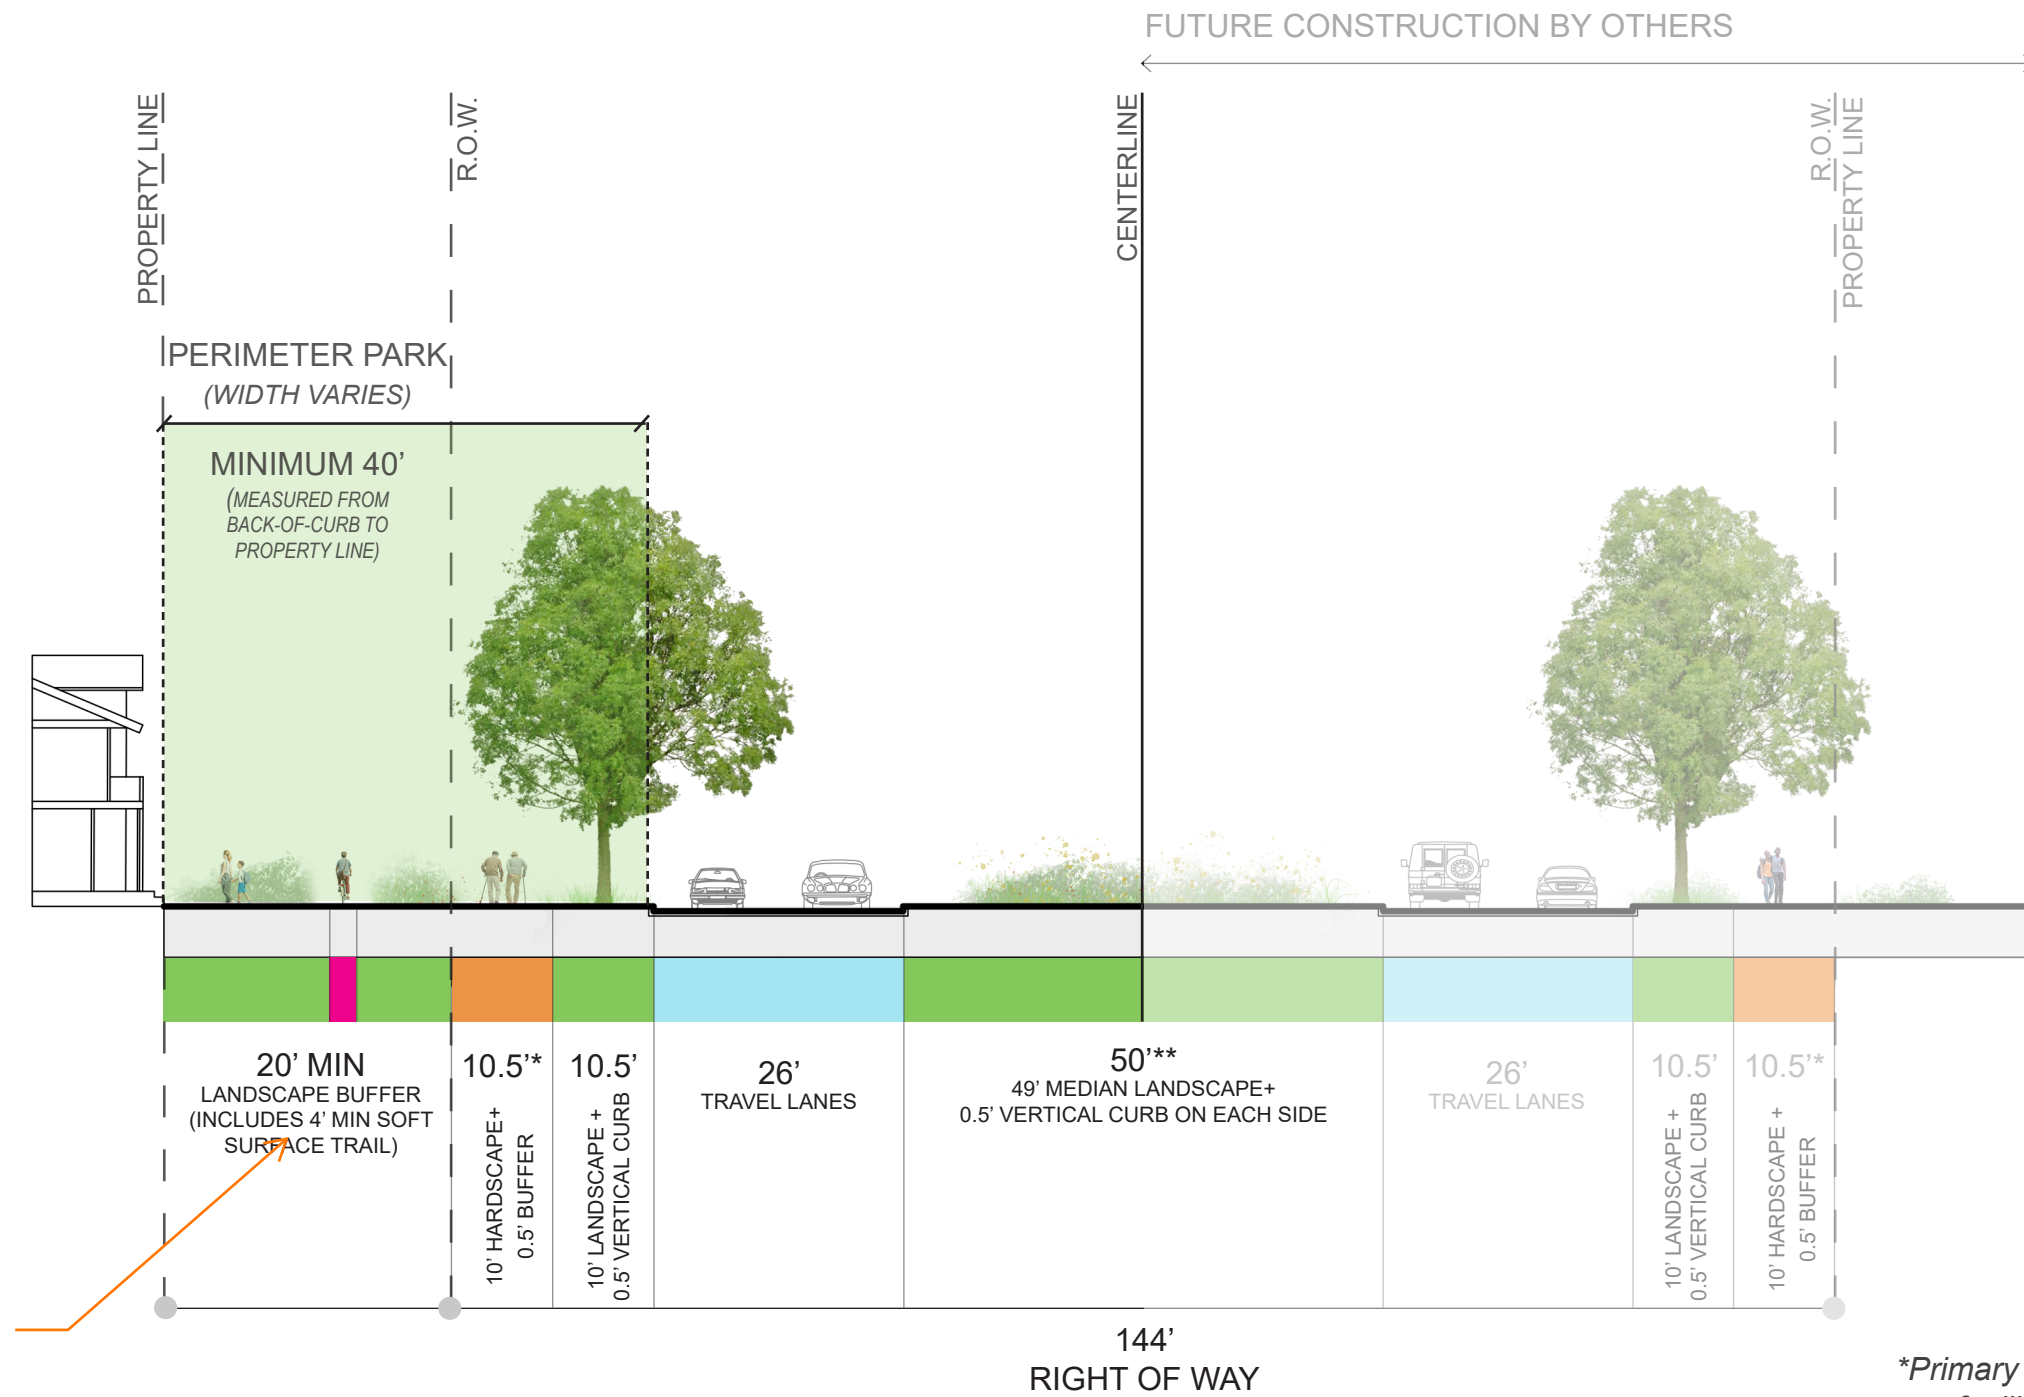 FUTURE CONSTRUCTION BY OTHERS
PROPERTY LINE
R.O.W.
CENTERLINE
R.O.W.
PROPERTY LINE
PERIMETER PARK
(WIDTH VARIES)
MINIMUM 40’
(MEASURED FROM
BACK-OF-CURB TO
PROPERTY LINE)
20’ MIN
LANDSCAPE BUFFER
(INCLUDES 4’ MIN SOFT
SURFACE TRAIL)
10.5’*
10’ HARDSCAPE+
0.5’ BUFFER
10.5’
10’ LANDSCAPE +
0.5’ VERTICAL CURB
26’
TRAVEL LANES
50’**
49’ MEDIAN LANDSCAPE+
0.5’ VERTICAL CURB ON EACH SIDE
26’
TRAVEL LANES
10.5’
10’ LANDSCAPE +
0.5’ VERTICAL CURB
10.5’*
10’ HARDSCAPE +
0.5’ BUFFER
144’
RIGHT OF WAY
*Primary